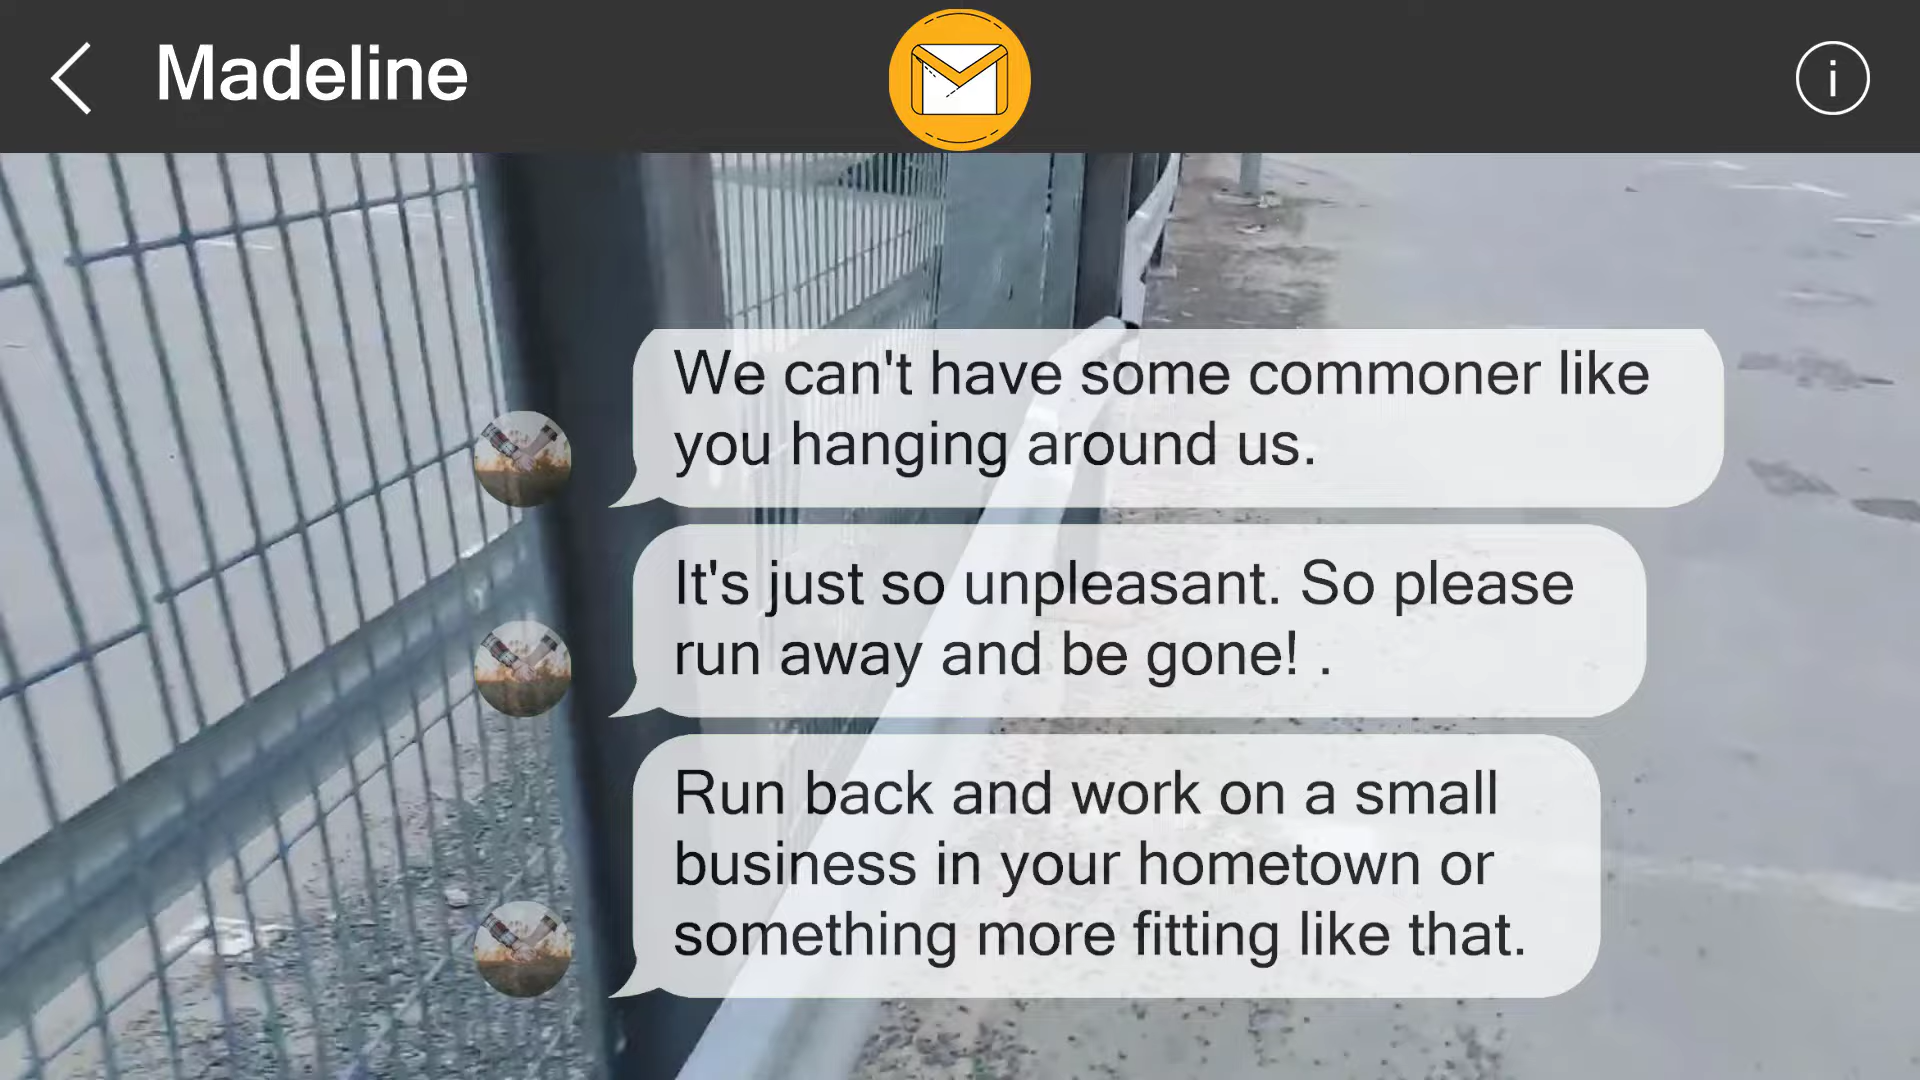 Madeline
We can't have some commoner like
you hanging around us.
It's just so unpleasant. So please
run away and be gone! .
Run back and work on a small
business in your hometown or
something more fitting like that.